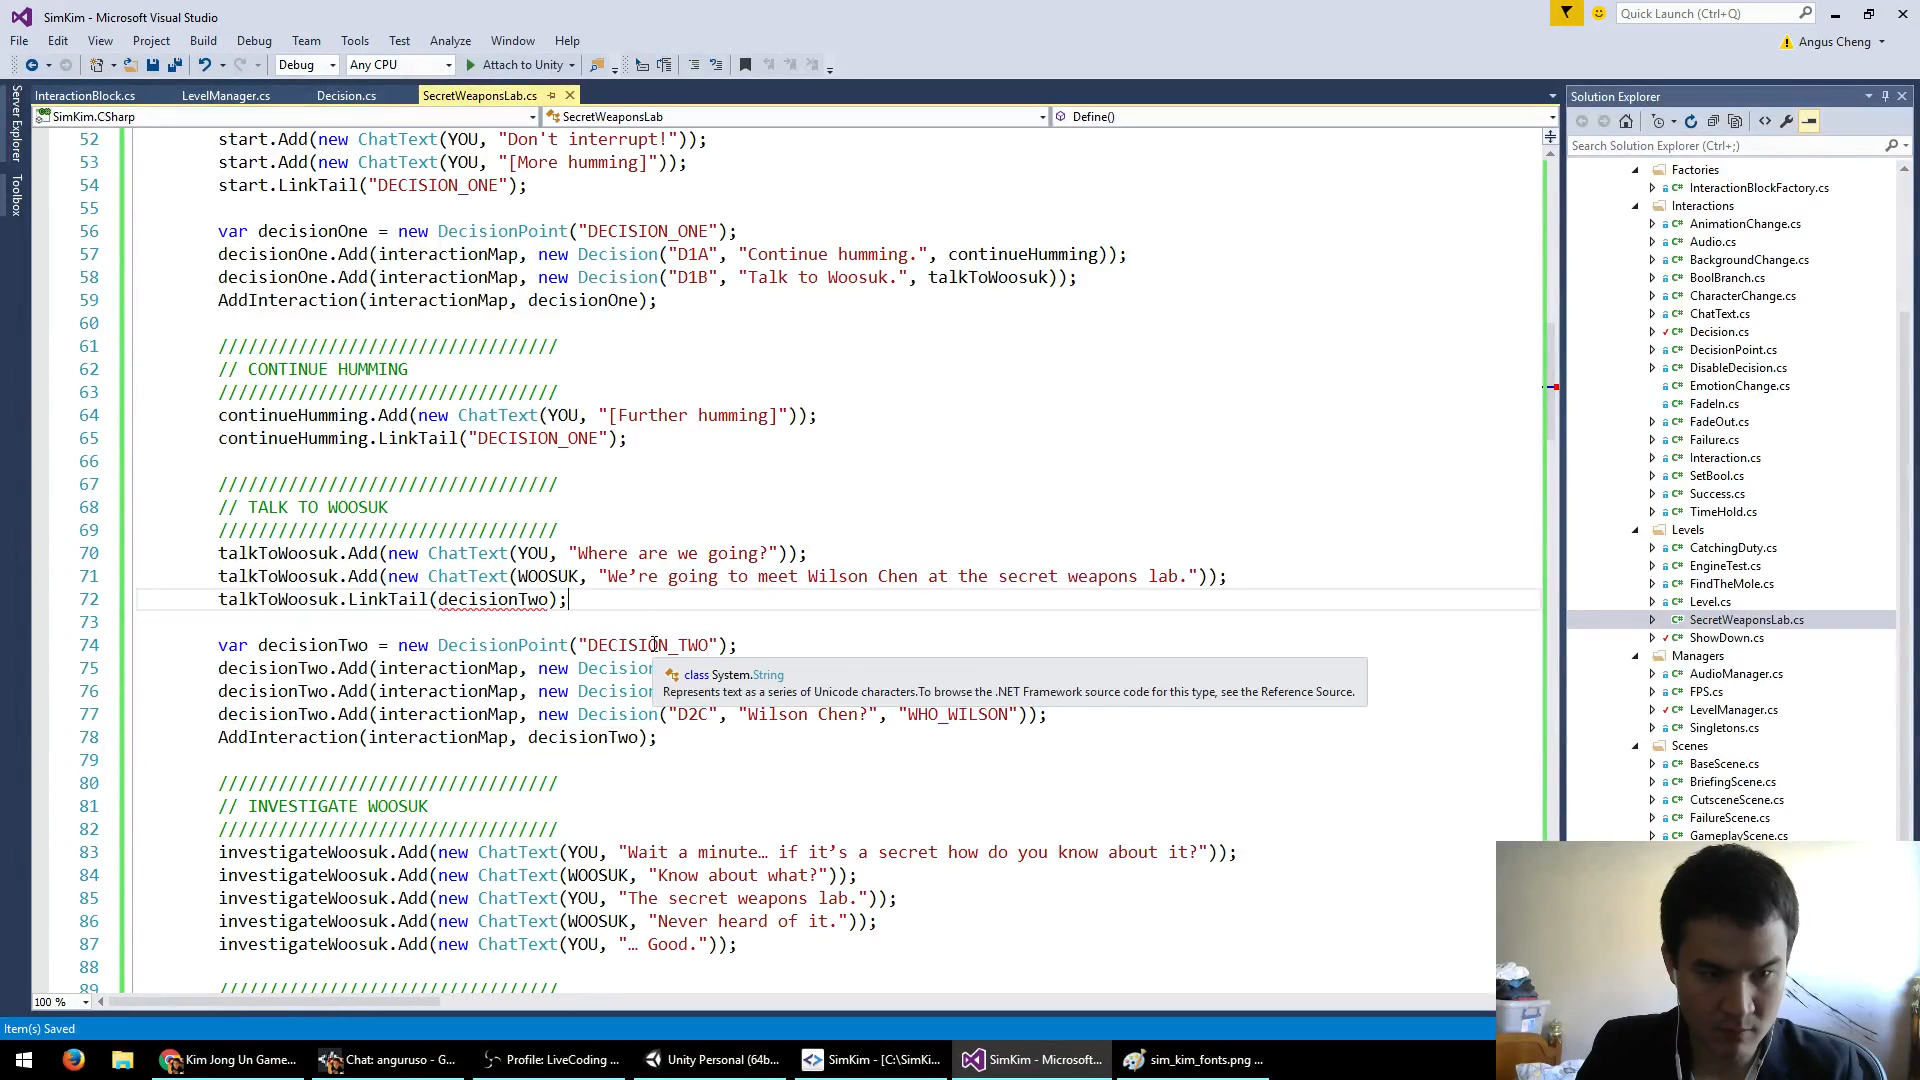 SimKim - Microsoft Visual Studio
Quick Launch (Ctrl+Q)
File Edit View Project Build Debug Team Tools Test Analyze Window Help
Angus Cheng
Debug Any CPU Attach to Unity
Server Explorer
Toolbox
InteractionBlock.cs LevelManager.cs Decision.cs SecretWeaponsLab.cs
SimKim.CSharp SecretWeaponsLab Define()
52 start.Add(new ChatText(YOU, "Don't interrupt!"));
53 start.Add(new ChatText(YOU, "[More humming]"));
54 start.LinkTail("DECISION_ONE");
55
56 var decisionOne = new DecisionPoint("DECISION_ONE");
57 decisionOne.Add(interactionMap, new Decision("D1A", "Continue humming.", continueHumming));
58 decisionOne.Add(interactionMap, new Decision("D1B", "Talk to Woosuk.", talkToWoosuk));
59 AddInteraction(interactionMap, decisionOne);
60
61 //////////////////////////////////
62 // CONTINUE HUMMING
63 //////////////////////////////////
64 continueHumming.Add(new ChatText(YOU, "[Further humming]"));
65 continueHumming.LinkTail("DECISION_ONE");
66
67 //////////////////////////////////
68 // TALK TO WOOSUK
69 //////////////////////////////////
70 talkToWoosuk.Add(new ChatText(YOU, "Where are we going?"));
71 talkToWoosuk.Add(new ChatText(WOOSUK, "We’re going to meet Wilson Chen at the secret weapons lab."));
72 talkToWoosuk.LinkTail(decisionTwo);
73
74 var decisionTwo = new DecisionPoint("DECISION_TWO");
75 decisionTwo.Add(interactionMap, new Decision
class System.String
Represents text as a series of Unicode characters.To browse the .NET Framework source code for this type, see the Reference Source.
76 decisionTwo.Add(interactionMap, new Decision
77 decisionTwo.Add(interactionMap, new Decision("D2C", "Wilson Chen?", "WHO_WILSON"));
78 AddInteraction(interactionMap, decisionTwo);
79
80 //////////////////////////////////
81 // INVESTIGATE WOOSUK
82 //////////////////////////////////
83 investigateWoosuk.Add(new ChatText(YOU, "Wait a minute… if it’s a secret how do you know about it?"));
84 investigateWoosuk.Add(new ChatText(WOOSUK, "Know about what?"));
85 investigateWoosuk.Add(new ChatText(YOU, "The secret weapons lab."));
86 investigateWoosuk.Add(new ChatText(WOOSUK, "Never heard of it."));
87 investigateWoosuk.Add(new ChatText(YOU, "… Good."));
88
89 //////////////////////////////////
100 %
Solution Explorer
Search Solution Explorer (Ctrl+;)
Factories
InteractionBlockFactory.cs
Interactions
AnimationChange.cs
Audio.cs
BackgroundChange.cs
BoolBranch.cs
CharacterChange.cs
ChatText.cs
Decision.cs
DecisionPoint.cs
DisableDecision.cs
EmotionChange.cs
FadeIn.cs
FadeOut.cs
Failure.cs
Interaction.cs
SetBool.cs
Success.cs
TimeHold.cs
Levels
CatchingDuty.cs
EngineTest.cs
FindTheMole.cs
Level.cs
SecretWeaponsLab.cs
ShowDown.cs
Managers
AudioManager.cs
FPS.cs
LevelManager.cs
Singletons.cs
Scenes
BaseScene.cs
BriefingScene.cs
CutsceneScene.cs
FailureScene.cs
GameplayScene.cs
Item(s) Saved
Kim Jong Un Game... Chat: anguruso - G... Profile: LiveCoding ... Unity Personal (64b... SimKim - [C:\SimKi... SimKim - Microsoft... sim_kim_fonts.png ...